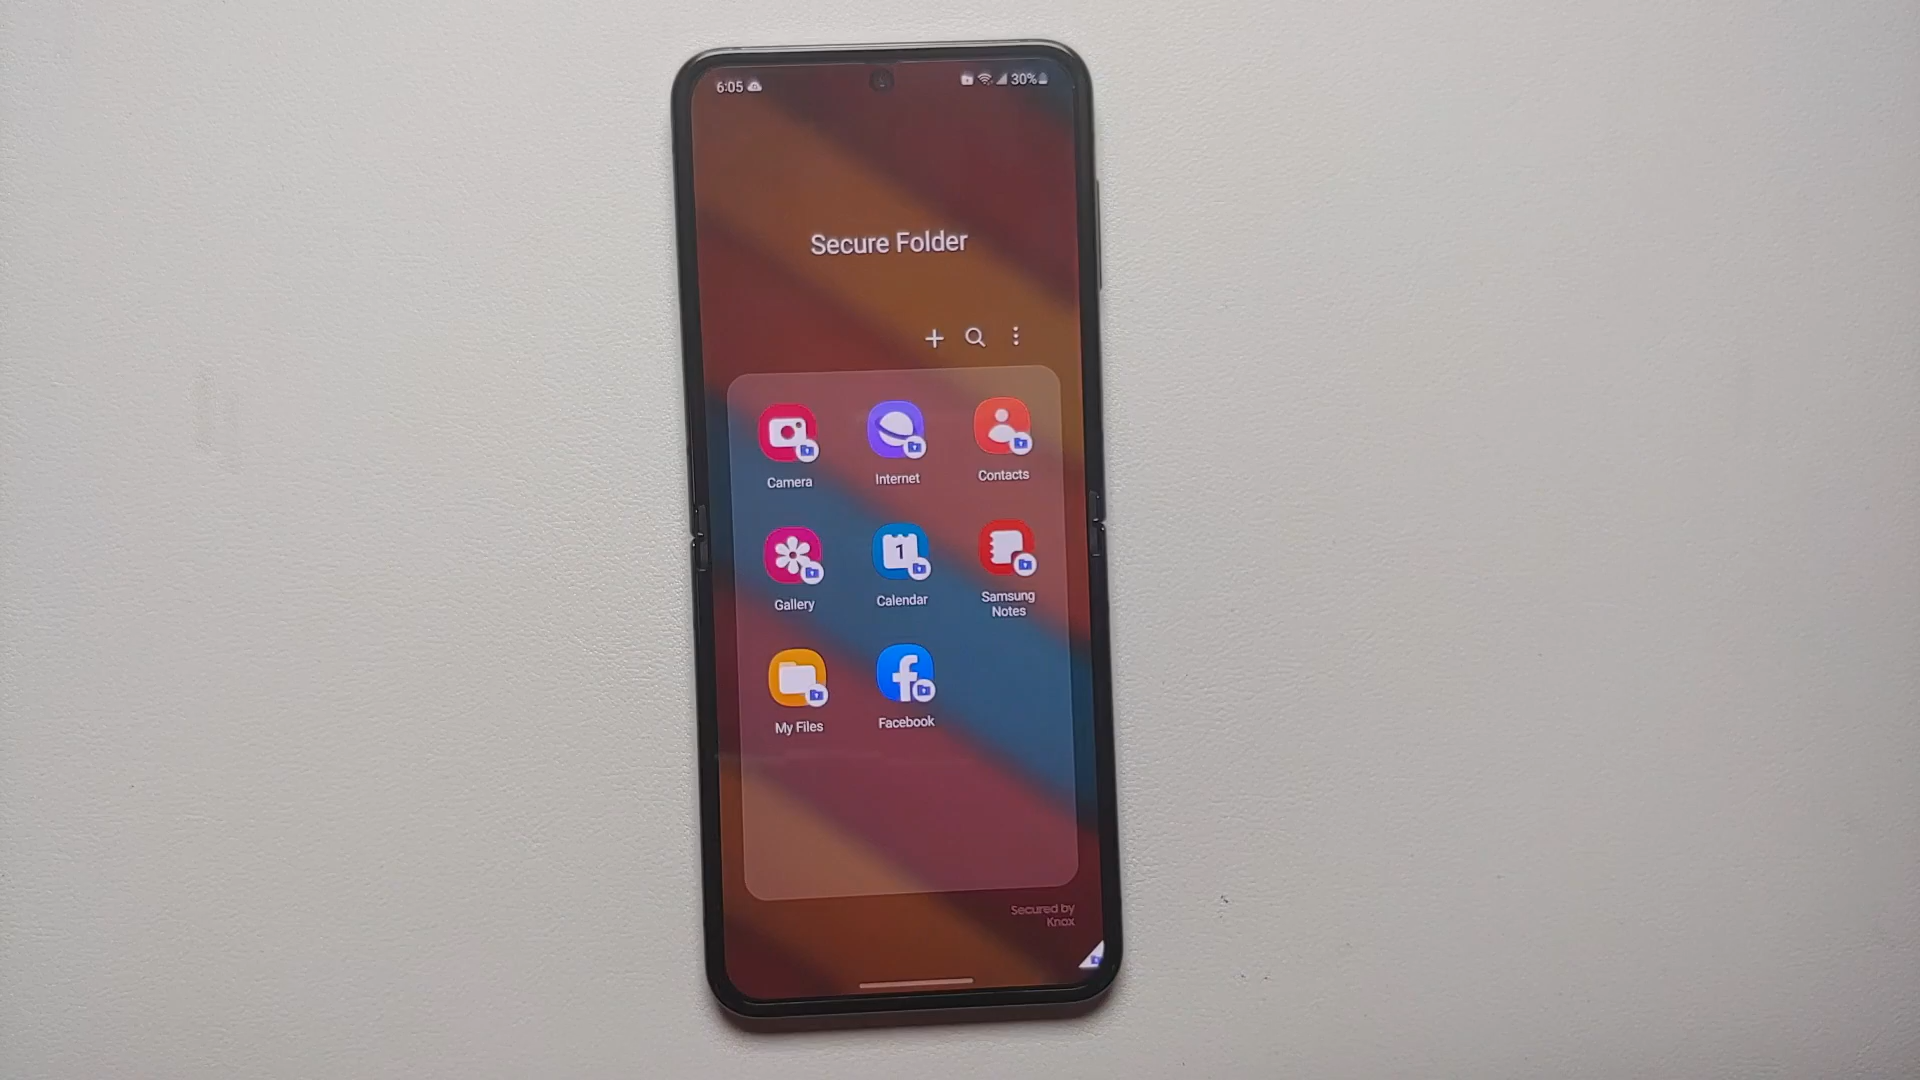 6:05
30%
Secure Folder
Camera
Internet
Contacts
1
Gallery
Calendar
Samsung
Notes
My Files
Facebook
Secured by
Knox